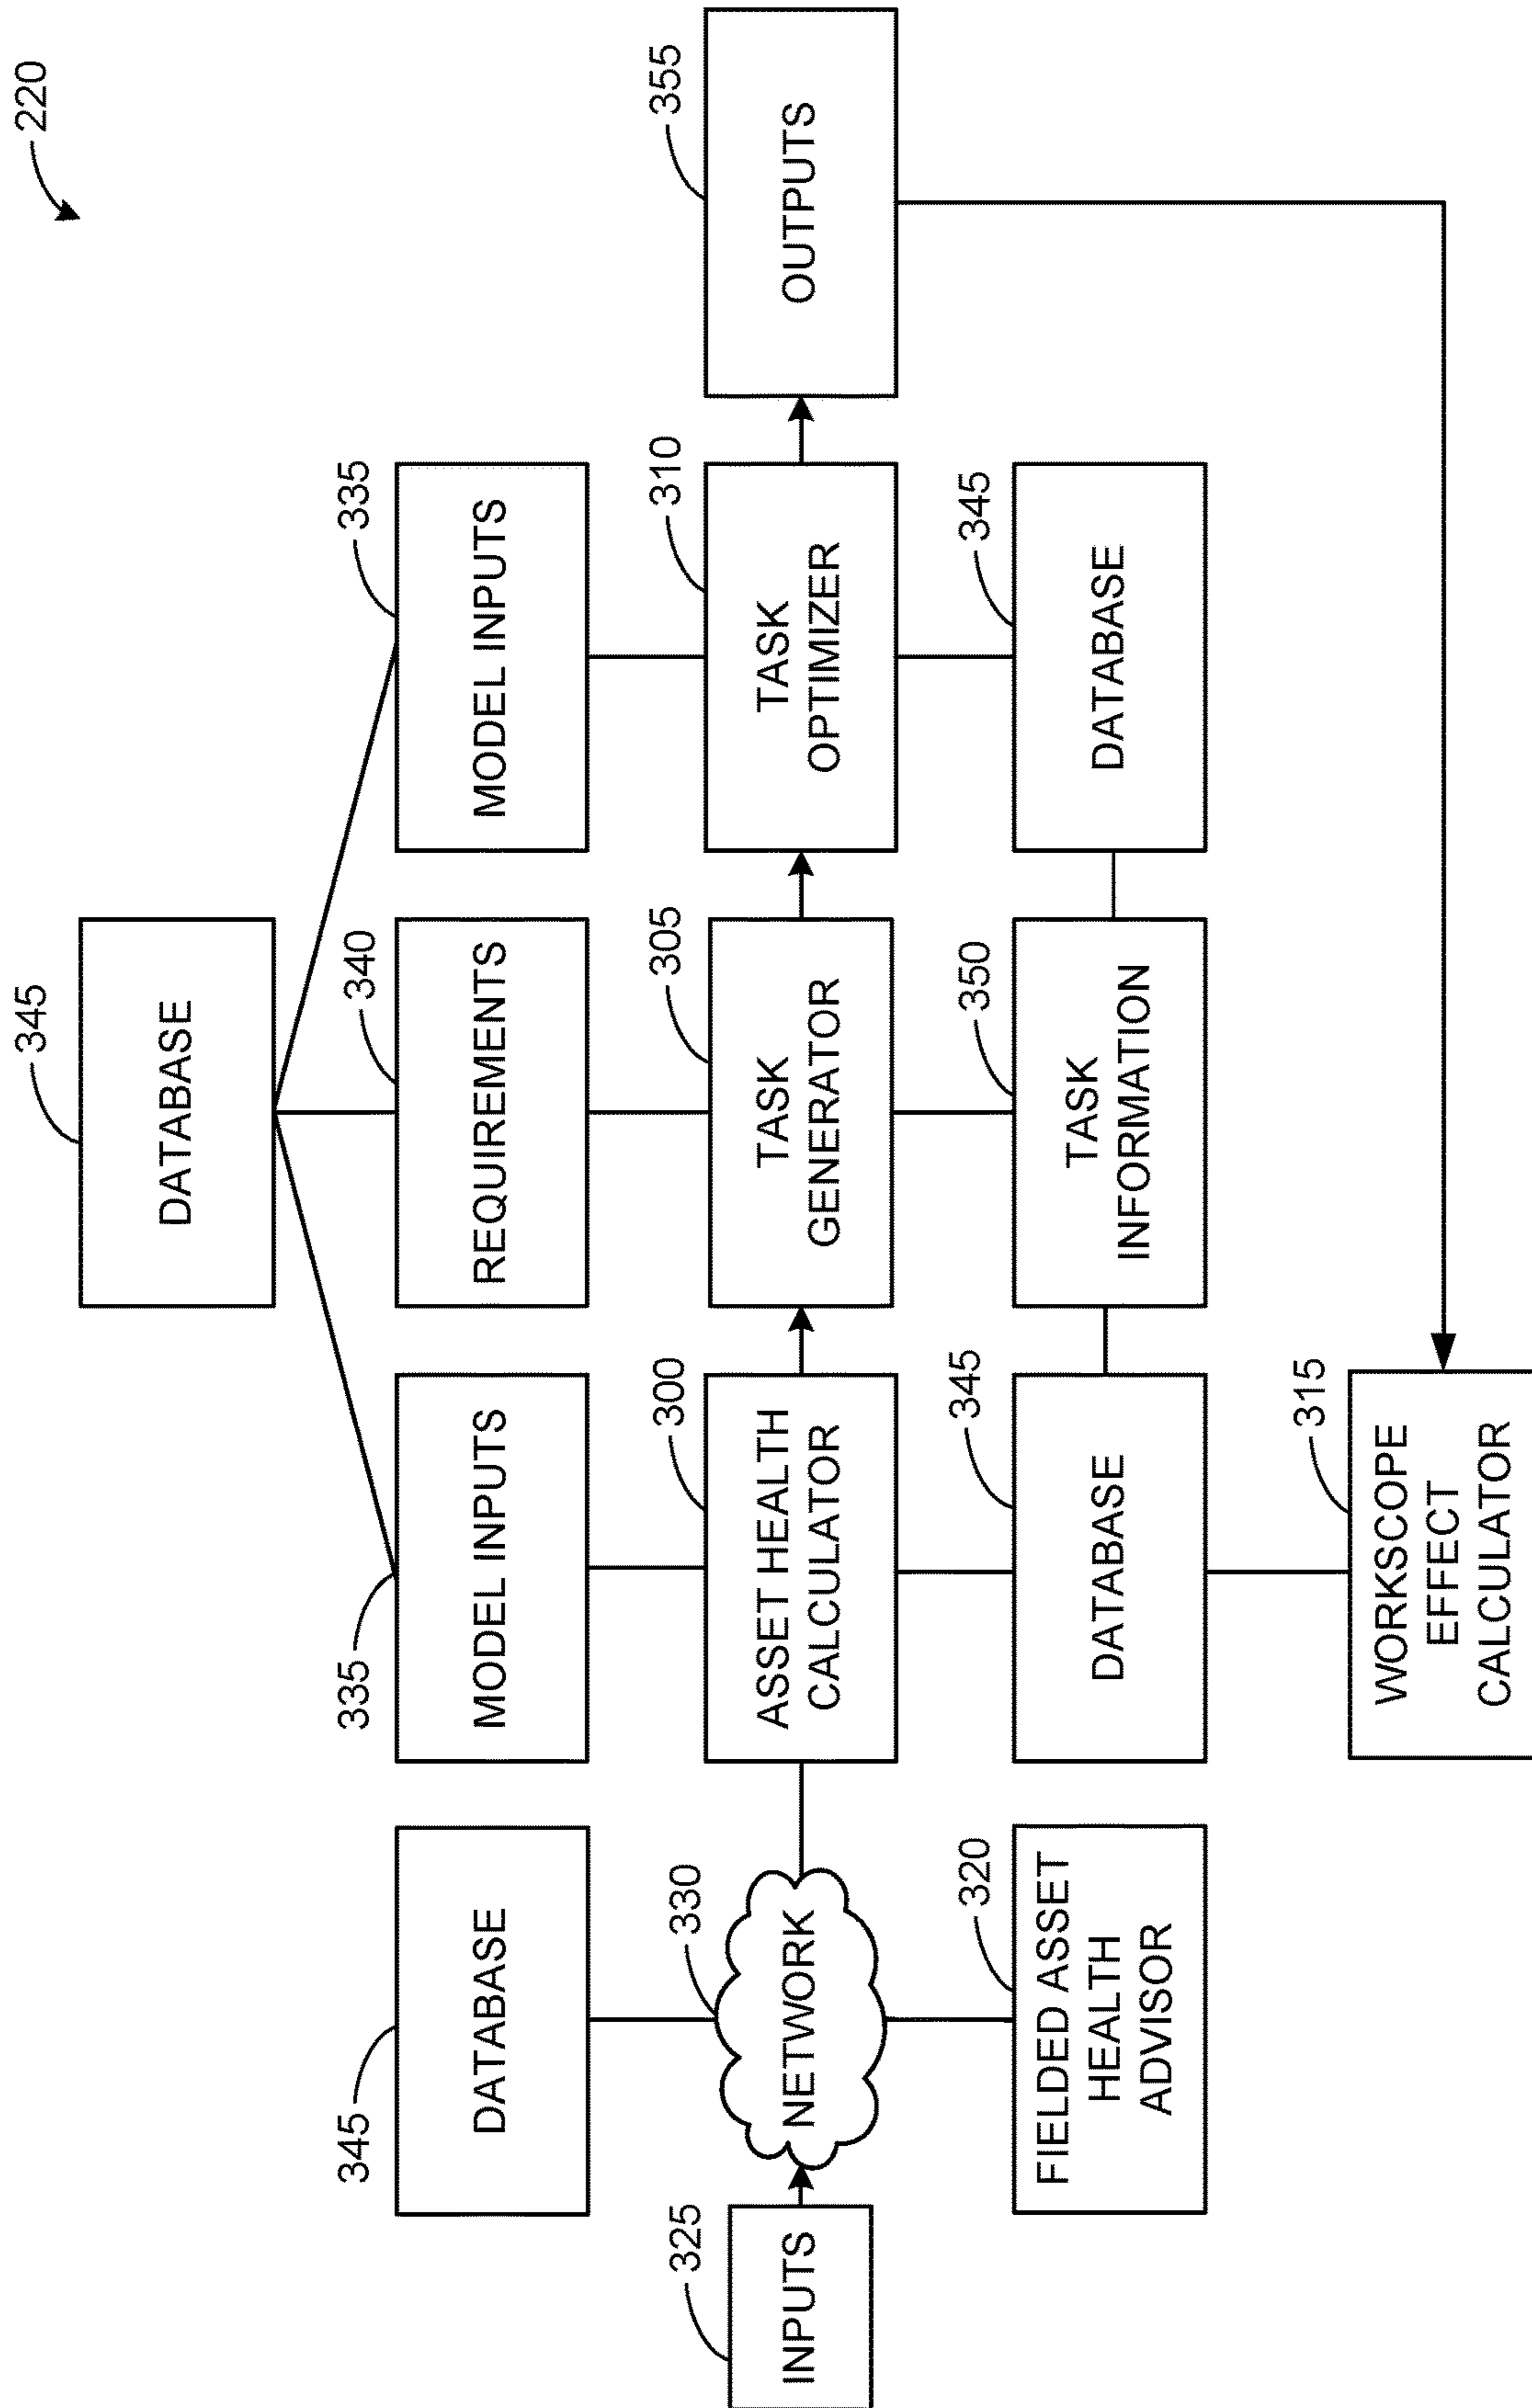 220
345
DATABASE
345
DATABASE
335
MODEL INPUTS
340
REQUIREMENTS
335
MODEL INPUTS
325
INPUTS
330
NETWORK
300
ASSET HEALTH
CALCULATOR
305
TASK
GENERATOR
310
TASK
OPTIMIZER
355
OUTPUTS
320
FIELDED ASSET
HEALTH
ADVISOR
345
DATABASE
350
TASK
INFORMATION
345
DATABASE
315
WORKSCOPE
EFFECT
CALCULATOR